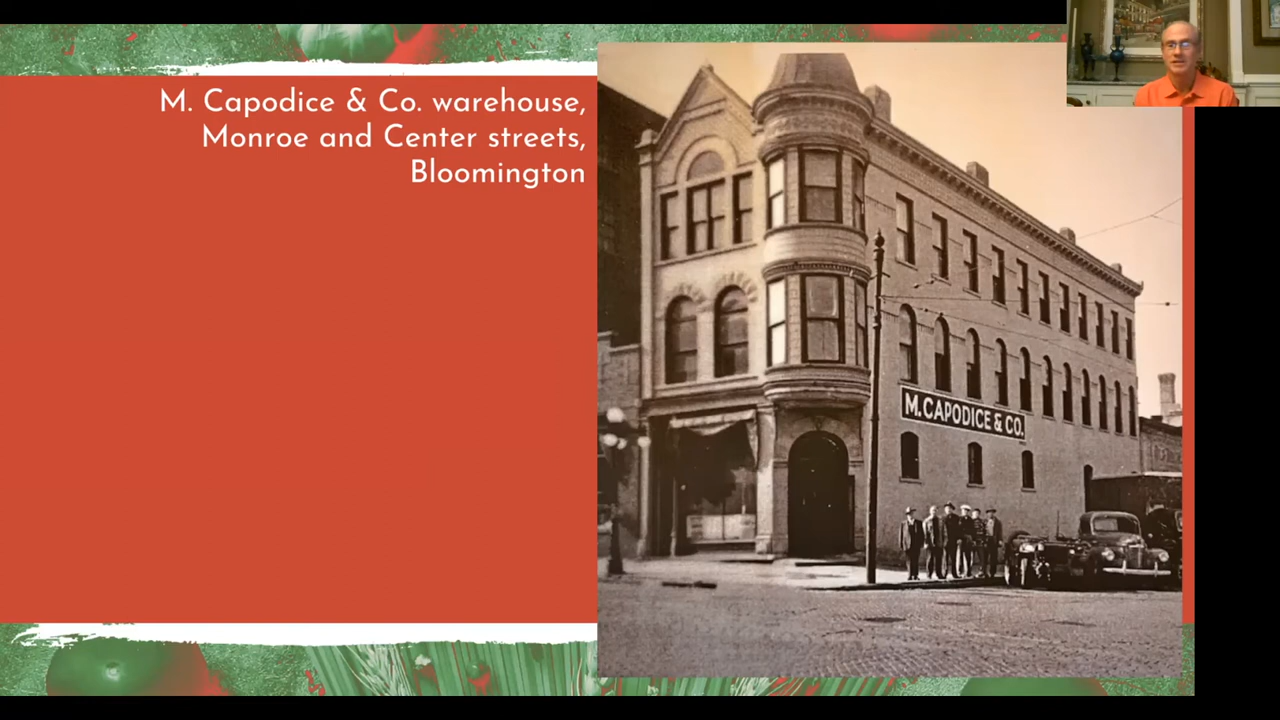 M. Capodice & Co. warehouse,
Monroe and Center streets,
Bloomington
M. CAPODICE & CO.